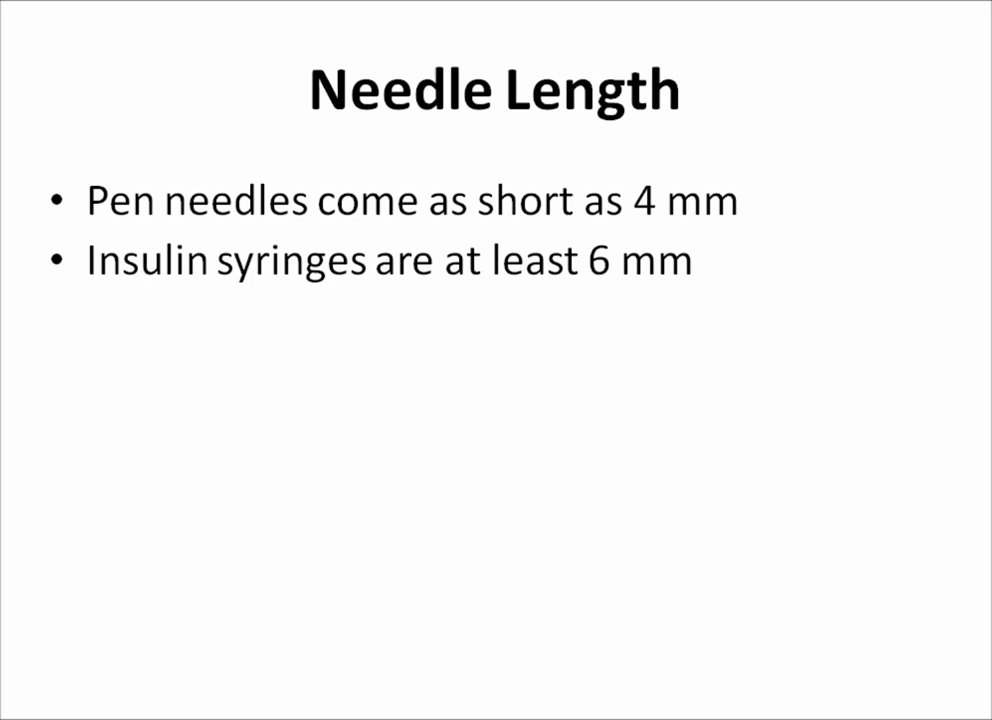 Needle Length
• Pen needles come as short as 4 mm
• Insulin syringes are at least 6 mm